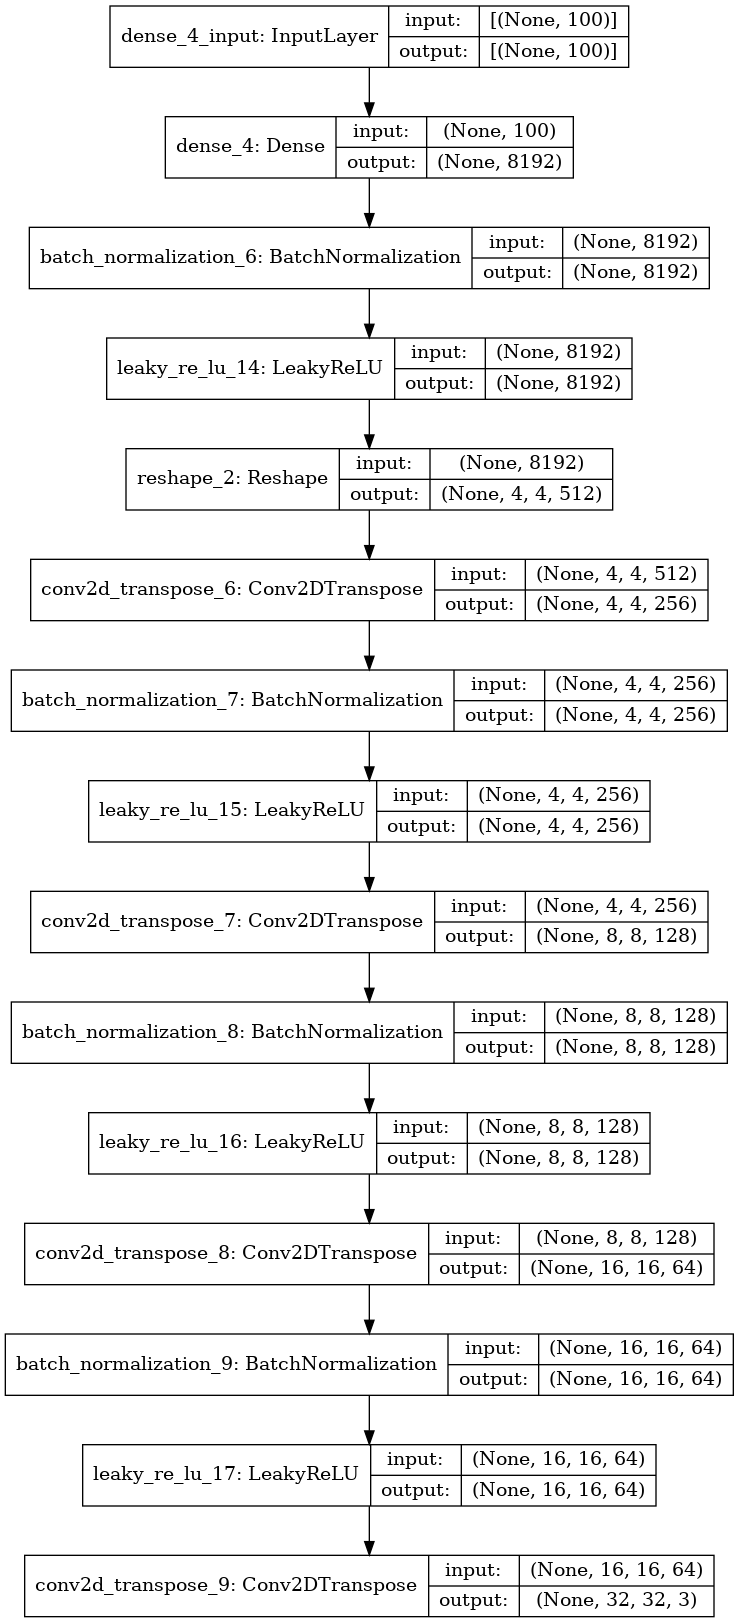 dense_4_input: InputLayer
input: [(None, 100)]
output: [(None, 100)]
dense_4: Dense
input: (None, 100)
output: (None, 8192)
batch_normalization_6: BatchNormalization
input: (None, 8192)
output: (None, 8192)
leaky_re_lu_14: LeakyReLU
input: (None, 8192)
output: (None, 8192)
reshape_2: Reshape
input: (None, 8192)
output: (None, 4, 4, 512)
conv2d_transpose_6: Conv2DTranspose
input: (None, 4, 4, 512)
output: (None, 4, 4, 256)
batch_normalization_7: BatchNormalization
input: (None, 4, 4, 256)
output: (None, 4, 4, 256)
leaky_re_lu_15: LeakyReLU
input: (None, 4, 4, 256)
output: (None, 4, 4, 256)
conv2d_transpose_7: Conv2DTranspose
input: (None, 4, 4, 256)
output: (None, 8, 8, 128)
batch_normalization_8: BatchNormalization
input: (None, 8, 8, 128)
output: (None, 8, 8, 128)
leaky_re_lu_16: LeakyReLU
input: (None, 8, 8, 128)
output: (None, 8, 8, 128)
conv2d_transpose_8: Conv2DTranspose
input: (None, 8, 8, 128)
output: (None, 16, 16, 64)
batch_normalization_9: BatchNormalization
input: (None, 16, 16, 64)
output: (None, 16, 16, 64)
leaky_re_lu_17: LeakyReLU
input: (None, 16, 16, 64)
output: (None, 16, 16, 64)
conv2d_transpose_9: Conv2DTranspose
input: (None, 16, 16, 64)
output: (None, 32, 32, 3)